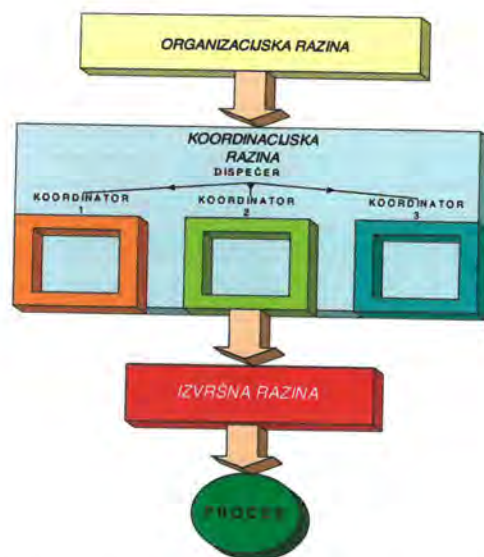 ORGANIZACIJSKA RAZINA
KOORDINACIJSKA
RAZINA
DISPEČER
KOORDINATOR
1
KOORDINATOR
2
KOORDINATOR
3
IZVRŠNA RAZINA
PROCES